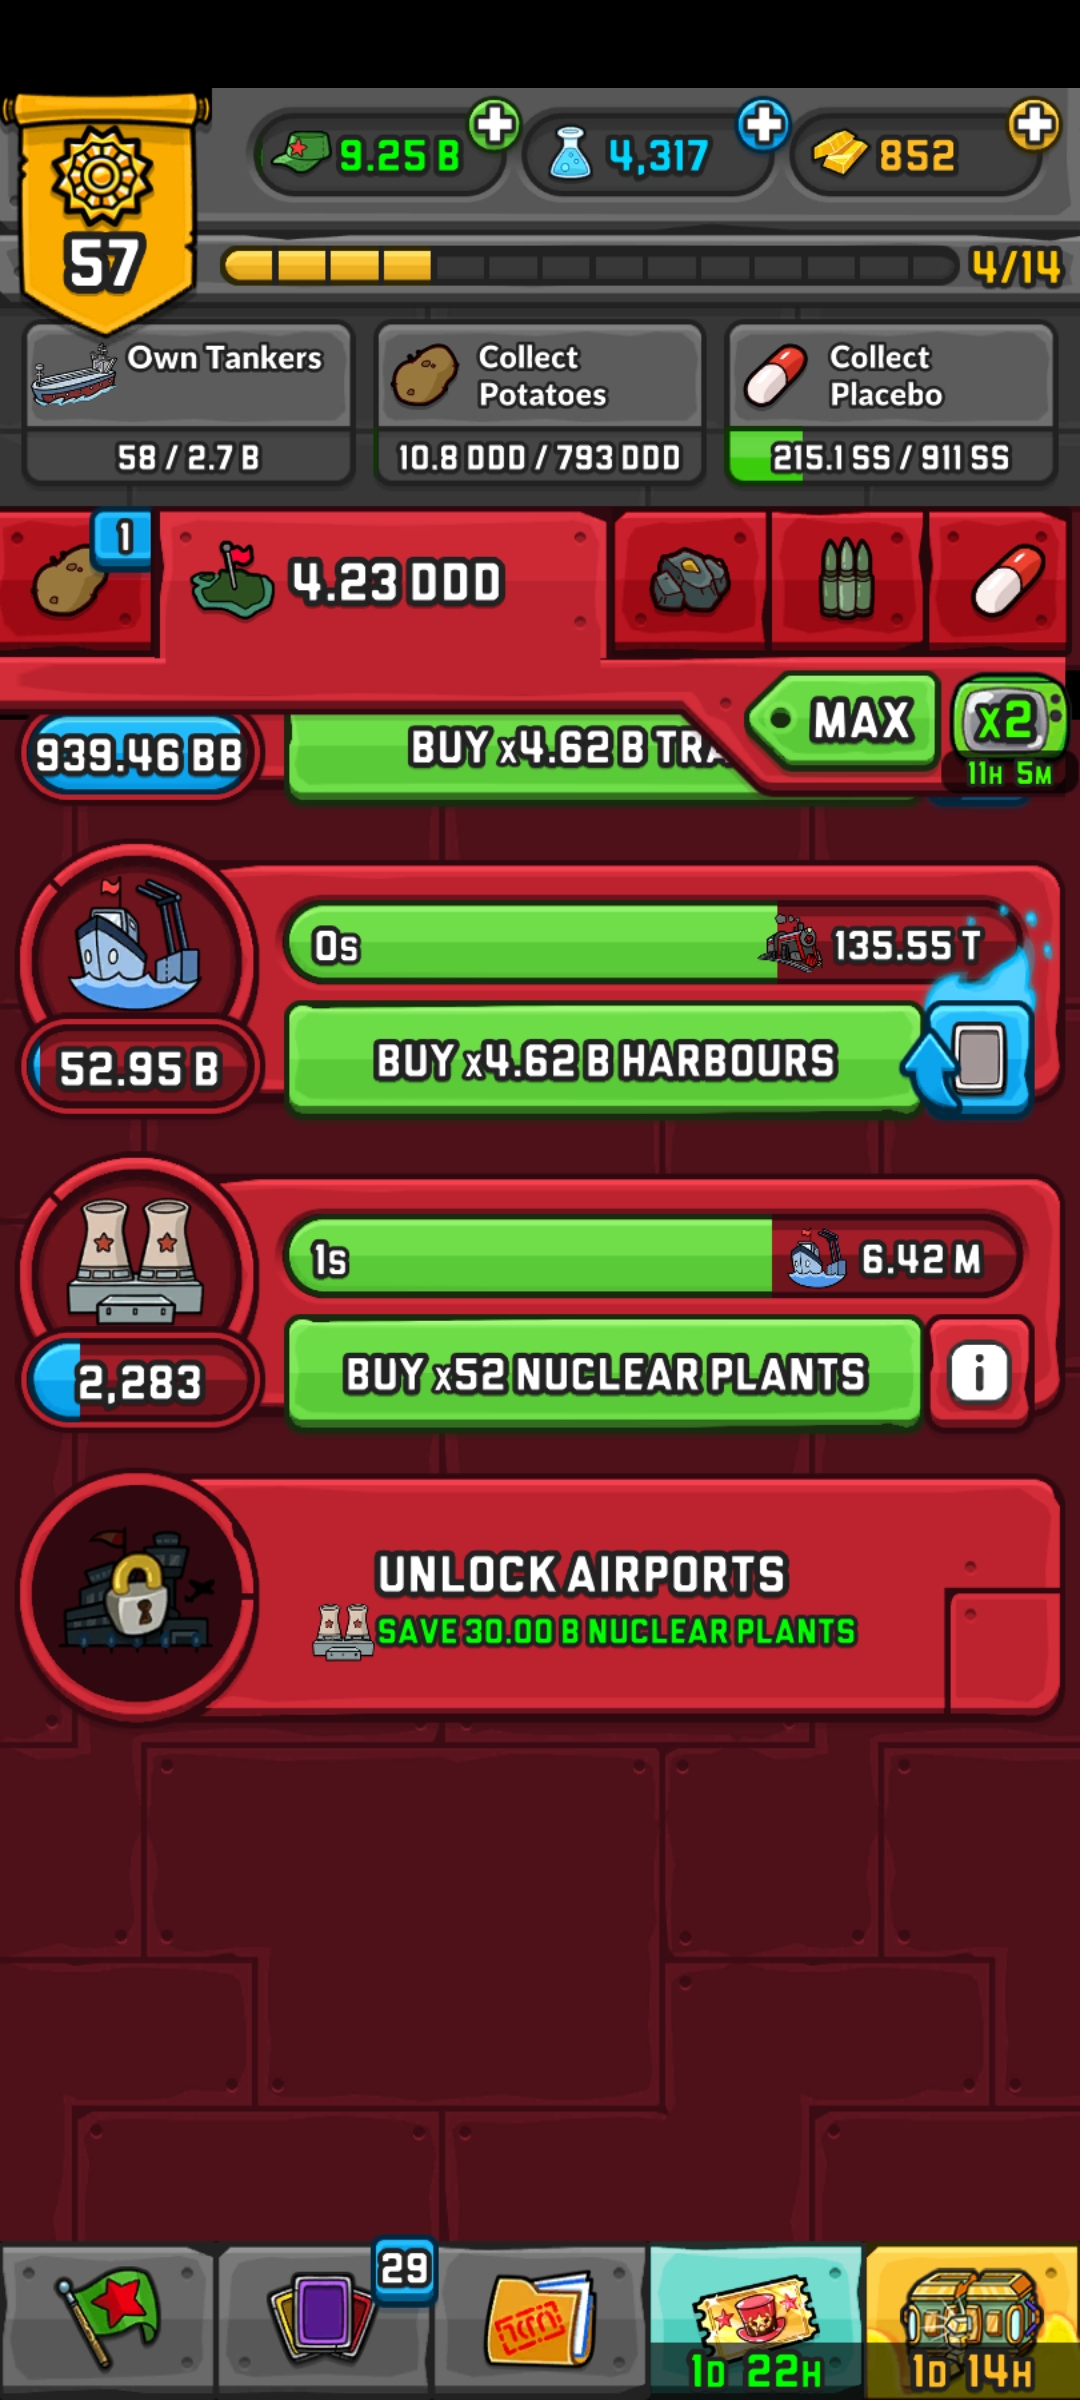 9.25 B
4,317
852
57
4/14
Own Tankers
58 / 2.7 B
Collect
Potatoes
10.8 DDD / 793 DDD
Collect
Placebo
215.1 SS / 911 SS
1
4.23 DDD
MAX
x2
11H 5M
939.46 BB
BUY x4.62 B
0s
135.55 T
52.95 B
BUY x4.62 B HARBOURS
1s
6.42 M
2,283
BUY x52 NUCLEAR PLANTS
i
UNLOCK AIRPORTS
SAVE 30.00 B NUCLEAR PLANTS
29
1D 22H
1D 14H